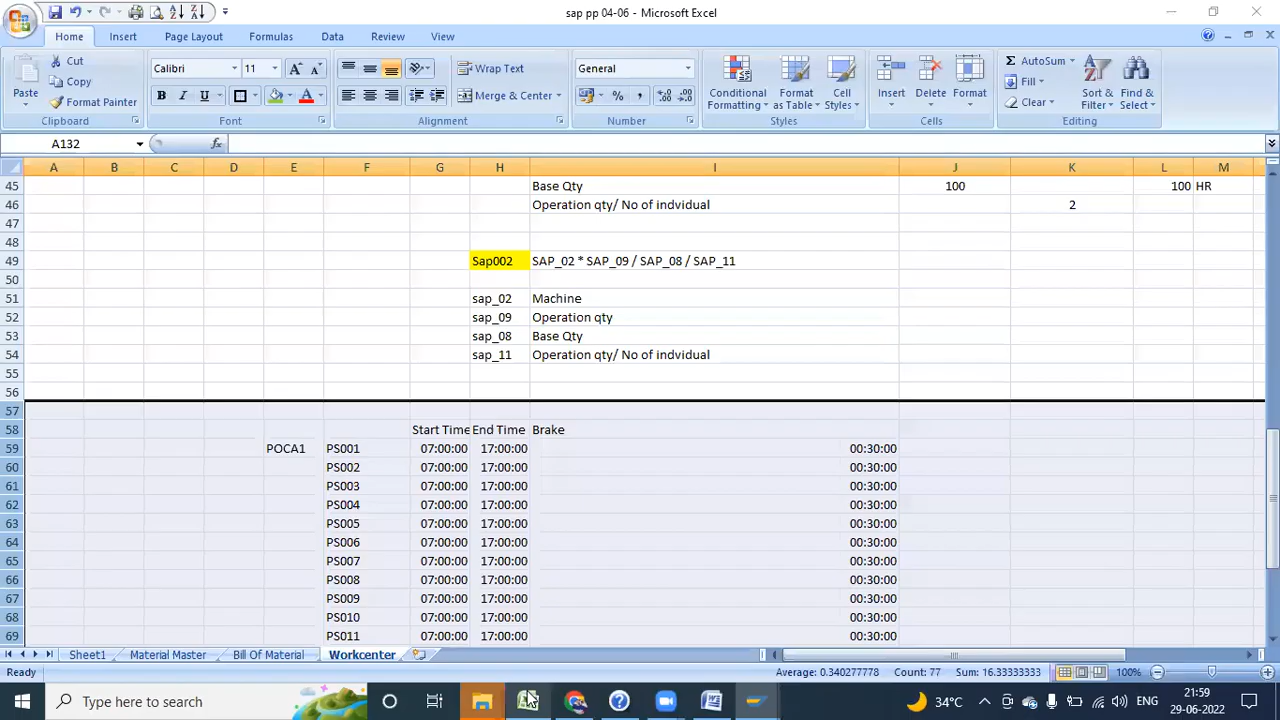 sap pp 04-06 - Microsoft Excel
Home Insert Page Layout Formulas Data Review View
Paste Cut Copy Format Painter Clipboard
Calibri 11 B I U A Font
Wrap Text Merge & Center Alignment
General % , Number
Conditional Formatting Format as Table Cell Styles Styles
Insert Delete Format Cells
Σ AutoSum Fill Clear Sort & Filter Find & Select Editing
A132 fx
A B C D E F G H I J K L M
45 Base Qty 100 100 HR
46 Operation qty/ No of indvidual 2
47
48
49 Sap002 SAP_02 * SAP_09 / SAP_08 / SAP_11
50
51 sap_02 Machine
52 sap_09 Operation qty
53 sap_08 Base Qty
54 sap_11 Operation qty/ No of indvidual
55
56
57
58 Start Time End Time Brake
59 POCA1 PS001 07:00:00 17:00:00 00:30:00
60 PS002 07:00:00 17:00:00 00:30:00
61 PS003 07:00:00 17:00:00 00:30:00
62 PS004 07:00:00 17:00:00 00:30:00
63 PS005 07:00:00 17:00:00 00:30:00
64 PS006 07:00:00 17:00:00 00:30:00
65 PS007 07:00:00 17:00:00 00:30:00
66 PS008 07:00:00 17:00:00 00:30:00
67 PS009 07:00:00 17:00:00 00:30:00
68 PS010 07:00:00 17:00:00 00:30:00
69 PS011 07:00:00 17:00:00 00:30:00
Sheet1 Material Master Bill Of Material Workcenter
Ready Average: 0.340277778 Count: 77 Sum: 16.33333333 100%
Type here to search 34°C ENG 21:59
29-06-2022